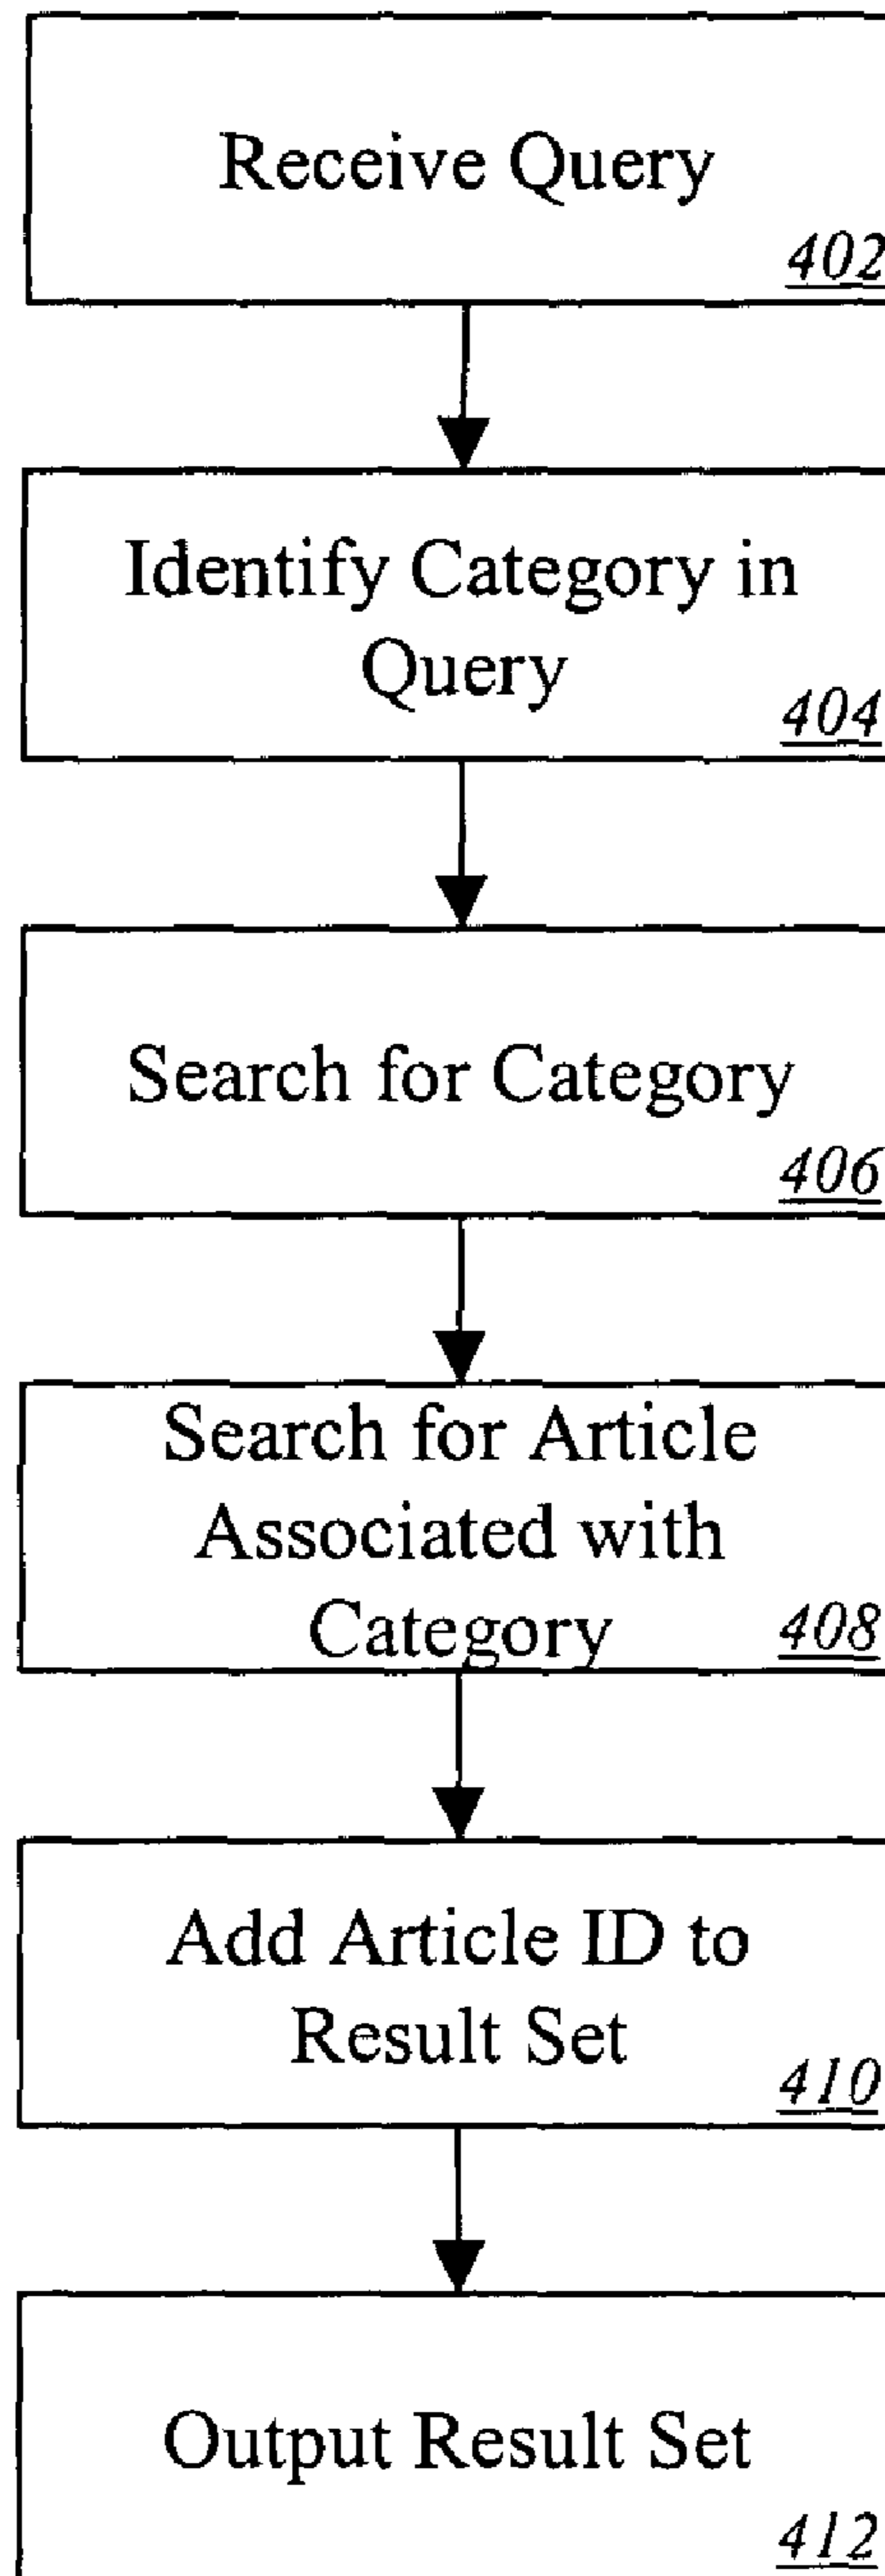 Receive Query
402
Identify Category in
Query
404
Search for Category
406
Search for Article
Associated with
Category
408
Add Article ID to
Result Set
410
Output Result Set
412